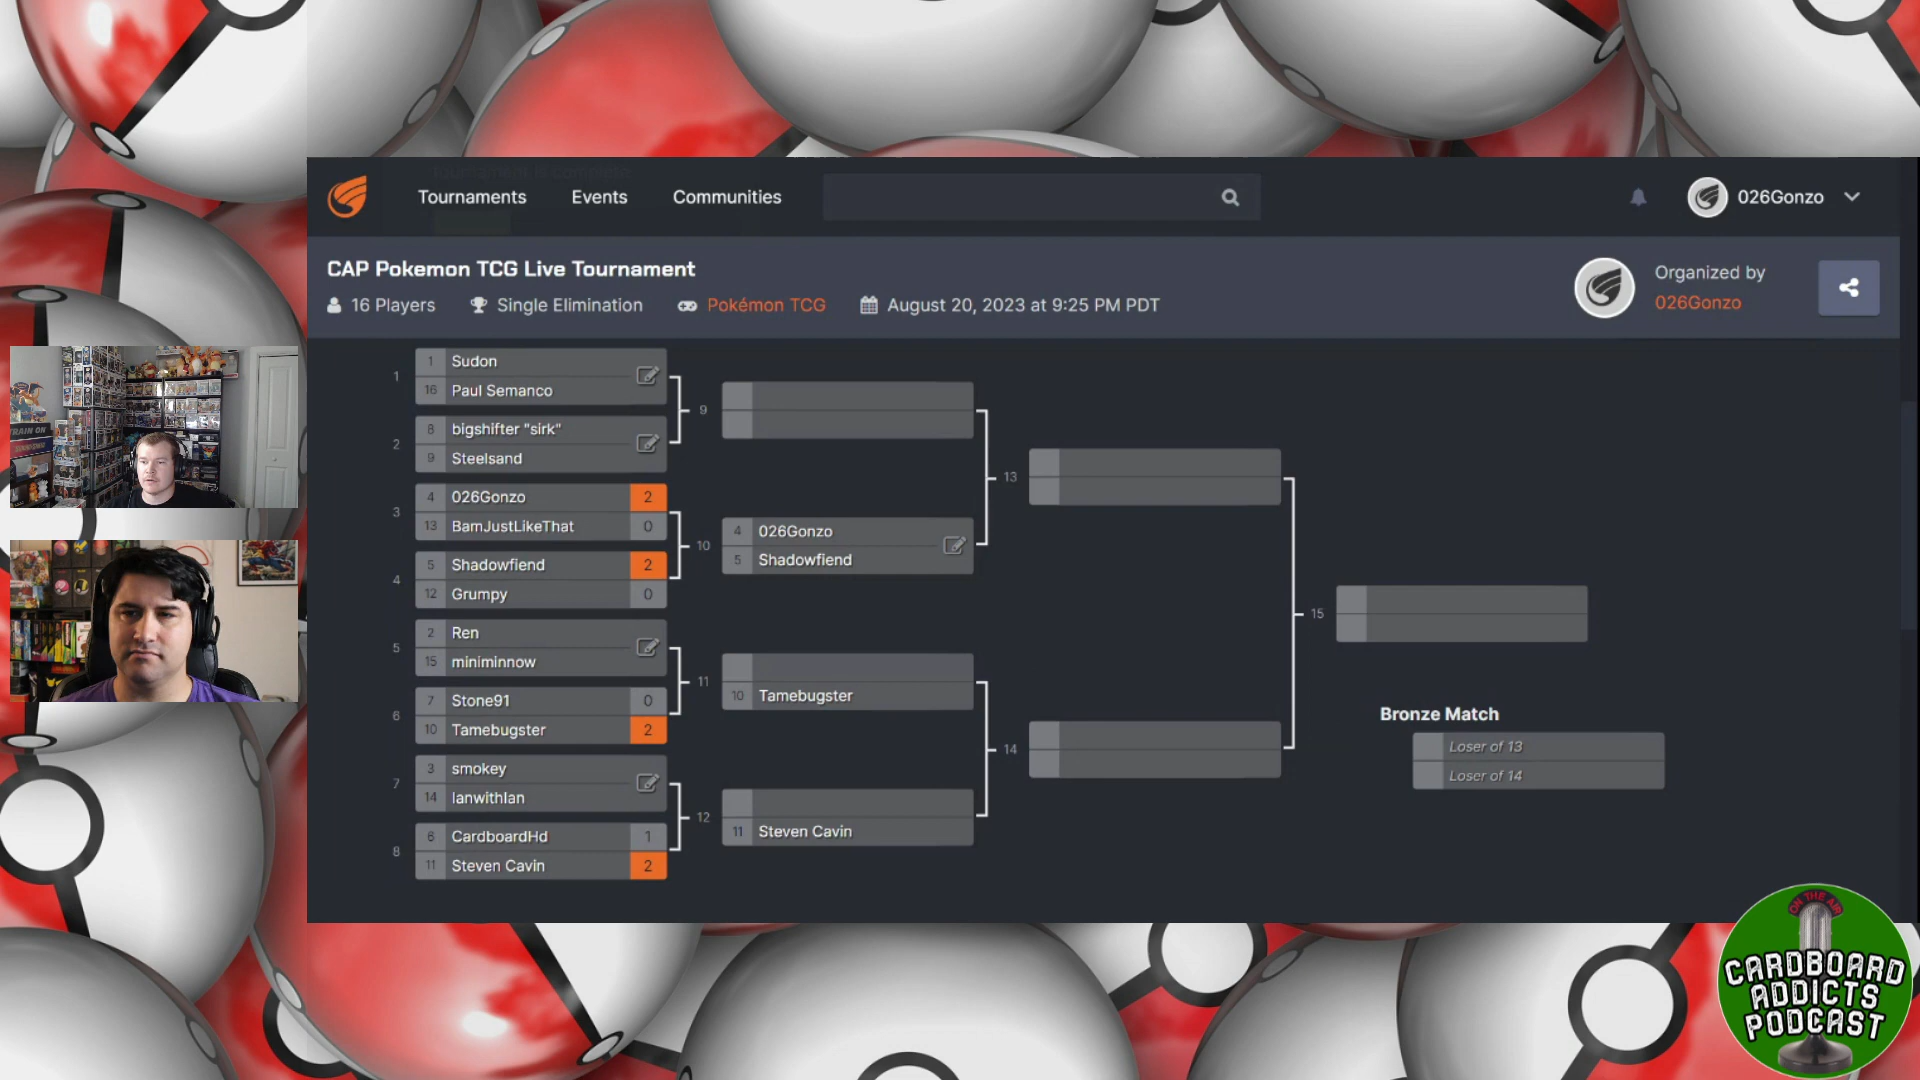 Tournaments Events Communities
026Gonzo
CAP Pokemon TCG Live Tournament
16 Players Single Elimination Pokémon TCG August 20, 2023 at 9:25 PM PDT
Organized by
026Gonzo
1
1 Sudon
16 Paul Semanco
2
8 bigshifter "sirk"
9 Steelsand
3
4 026Gonzo 2
13 BamJustLikeThat 0
4
5 Shadowfiend 2
12 Grumpy 0
5
2 Ren
15 miniminnow
6
7 Stone91 0
10 Tamebugster 2
7
3 smokey
14 Ianwithlan
8
6 CardboardHd 1
11 Steven Cavin 2
9
10
4 026Gonzo
5 Shadowfiend
11
10 Tamebugster
12
11 Steven Cavin
13
14
15
Bronze Match
Loser of 13
Loser of 14
TRAIN ON
ON THE AIR
CARDBOARD
ADDICTS
PODCAST